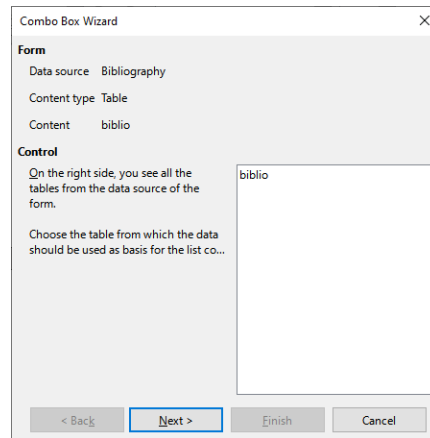 Combo Box Wizard
Form
Data source Bibliography
Content type Table
Content biblio
Control
On the right side, you see all the
tables from the data source of the
form.
Choose the table from which the data
should be used as basis for the list co...
biblio
< Back
Next >
Finish
Cancel